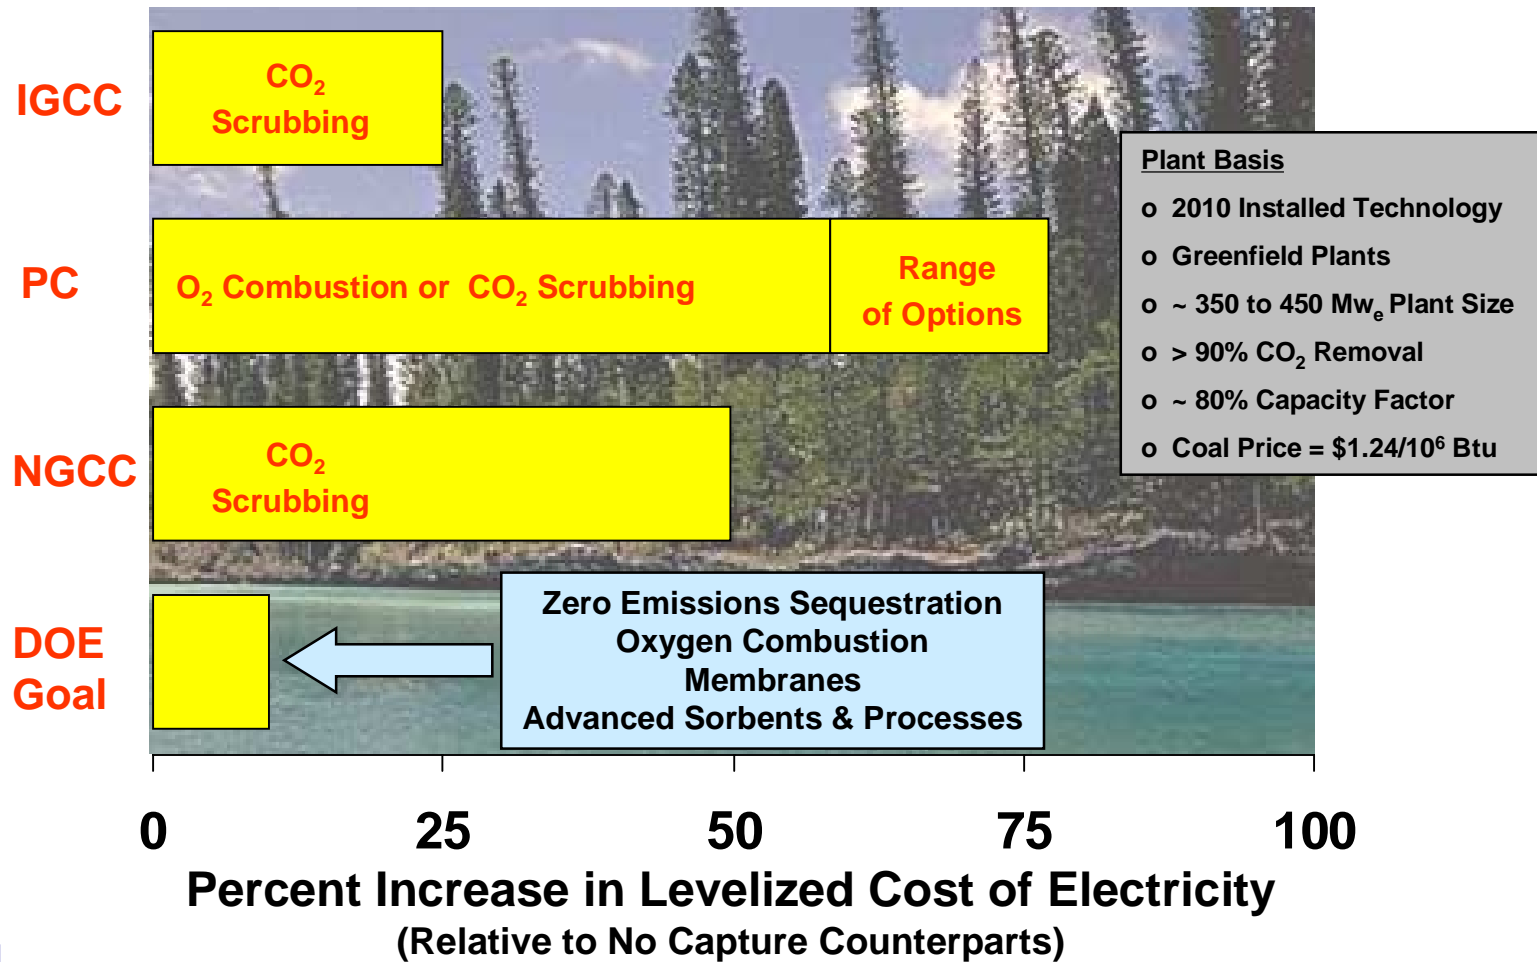 IGCC
CO₂
Scrubbing
PC
O₂ Combustion or CO₂ Scrubbing
Range
of Options
NGCC
CO₂
Scrubbing
DOE
Goal
Zero Emissions Sequestration
Oxygen Combustion
Membranes
Advanced Sorbents & Processes
Plant Basis
o 2010 Installed Technology
o Greenfield Plants
o ~ 350 to 450 Mwₑ Plant Size
o > 90% CO₂ Removal
o ~ 80% Capacity Factor
o Coal Price = $1.24/10⁶ Btu
0 25 50 75 100
Percent Increase in Levelized Cost of Electricity
(Relative to No Capture Counterparts)